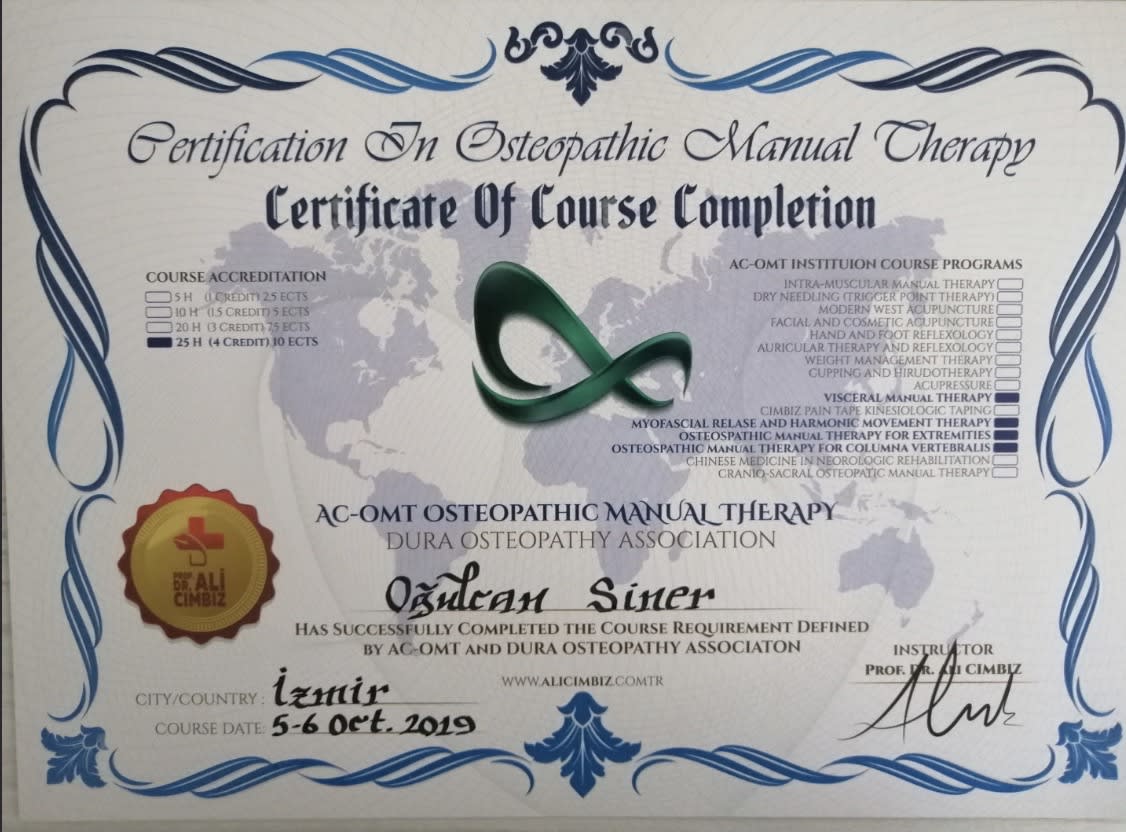 Certification In Osteopathic Manual Therapy
Certificate Of Course Completion
COURSE ACCREDITATION
5 H (1 CREDIT) 2.5 ECTS
10 H (1.5 CREDIT) 5 ECTS
20 H (3 CREDIT) 7.5 ECTS
25 H (4 CREDIT) 10 ECTS
AC-OMT INSTITUIION COURSE PROGRAMS
INTRA-MUSCULAR MANUAL THERAPY
DRY NEEDLING (TRIGGER POINT THERAPY)
MODERN WEST ACUPUNCTURE
FACIAL AND COSMETIC ACUPUNCTURE
HAND AND FOOT REFLEXOLOGY
AURICULAR THERAPY AND REFLEXOLOGY
WEIGHT MANAGEMENT THERAPY
GUPPING AND HIRUDOTHERAPY
ACUPRESSURE
VISCERAL MANUAL THERAPY
CIMBIZ PAIN TAPE KINESIOLOGIC TAPING
MYOFASCIAL RELASE AND HARMONIC MOVEMENT THERAPY
OSTEOSPATHIC MANUAL THERAPY FOR EXTREMITIES
OSTEOSPATHIC MANUAL THERAPY FOR COLUMNA VERTEBRALIS
CHINESE MEDICINE IN NEOROLOGIC REHABILITATION
CRANIO-SACRAL OSTEOPATIC MANUAL THERAPY
AC-OMT OSTEOPATHIC MANUAL THERAPY
DURA OSTEOPATHY ASSOCIATION
PROF. DR. ALİ CIMBIZ
Oğulcan Siner
HAS SUCCESSFULLY COMPLETED THE COURSE REQUIREMENT DEFINED
BY AC-OMT AND DURA OSTEOPATHY ASSOCIATON
WWW.ALICIMBIZ.COMTR
INSTRUCTOR
PROF. DR. ALI CIMBIZ
CITY/COUNTRY : İzmir
COURSE DATE: 5-6 Oct. 2019